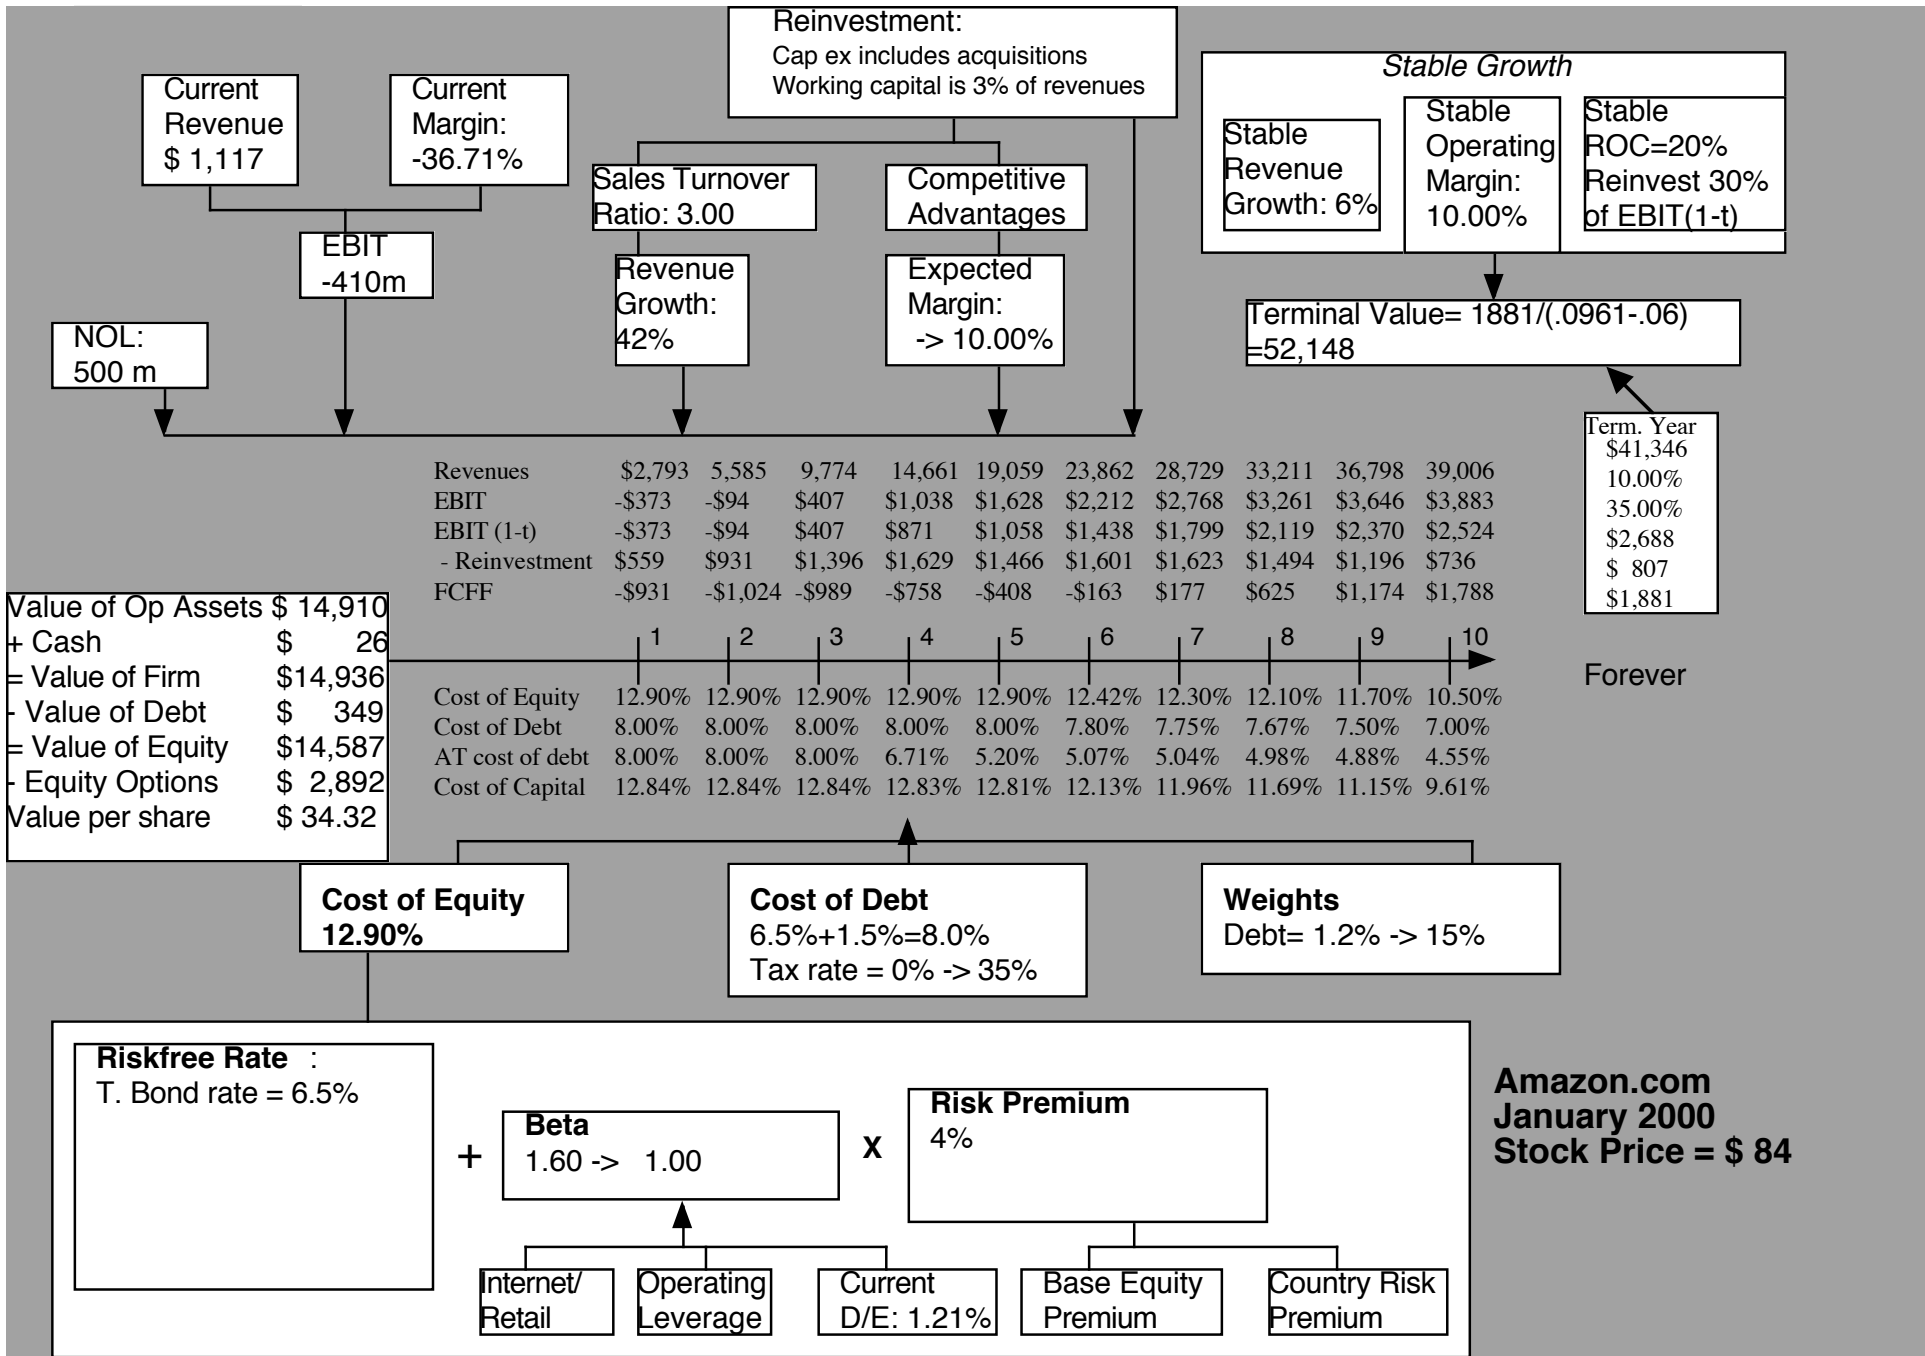 Reinvestment:
Cap ex includes acquisitions
Working capital is 3% of revenues
Current
Revenue
$ 1,117
Current
Margin:
-36.71%
Sales Turnover
Ratio: 3.00
Competitive
Advantages
Stable Growth
Stable
Revenue
Growth: 6%
Stable
Operating
Margin:
10.00%
Stable
ROC=20%
Reinvest 30%
of EBIT(1-t)
EBIT
-410m
Revenue
Growth:
42%
Expected
Margin:
-> 10.00%
NOL:
500 m
Terminal Value= 1881/(.0961-.06)
=52,148
Term. Year
$41,346
10.00%
35.00%
$2,688
$ 807
$1,881
Revenues $2,793 5,585 9,774 14,661 19,059 23,862 28,729 33,211 36,798 39,006
EBIT -$373 -$94 $407 $1,038 $1,628 $2,212 $2,768 $3,261 $3,646 $3,883
EBIT (1-t) -$373 -$94 $407 $871 $1,058 $1,438 $1,799 $2,119 $2,370 $2,524
- Reinvestment $559 $931 $1,396 $1,629 $1,466 $1,601 $1,623 $1,494 $1,196 $736
FCFF -$931 -$1,024 -$989 -$758 -$408 -$163 $177 $625 $1,174 $1,788
1 2 3 4 5 6 7 8 9 10
Forever
Value of Op Assets $ 14,910
+ Cash $ 26
= Value of Firm $14,936
- Value of Debt $ 349
= Value of Equity $14,587
- Equity Options $ 2,892
Value per share $ 34.32
Cost of Equity 12.90% 12.90% 12.90% 12.90% 12.90% 12.42% 12.30% 12.10% 11.70% 10.50%
Cost of Debt 8.00% 8.00% 8.00% 8.00% 8.00% 7.80% 7.75% 7.67% 7.50% 7.00%
AT cost of debt 8.00% 8.00% 8.00% 6.71% 5.20% 5.07% 5.04% 4.98% 4.88% 4.55%
Cost of Capital 12.84% 12.84% 12.84% 12.83% 12.81% 12.13% 11.96% 11.69% 11.15% 9.61%
Cost of Equity
12.90%
Cost of Debt
6.5%+1.5%=8.0%
Tax rate = 0% -> 35%
Weights
Debt= 1.2% -> 15%
Riskfree Rate :
T. Bond rate = 6.5%
+
Beta
1.60 -> 1.00
X
Risk Premium
4%
Internet/
Retail
Operating
Leverage
Current
D/E: 1.21%
Base Equity
Premium
Country Risk
Premium
Amazon.com
January 2000
Stock Price = $ 84